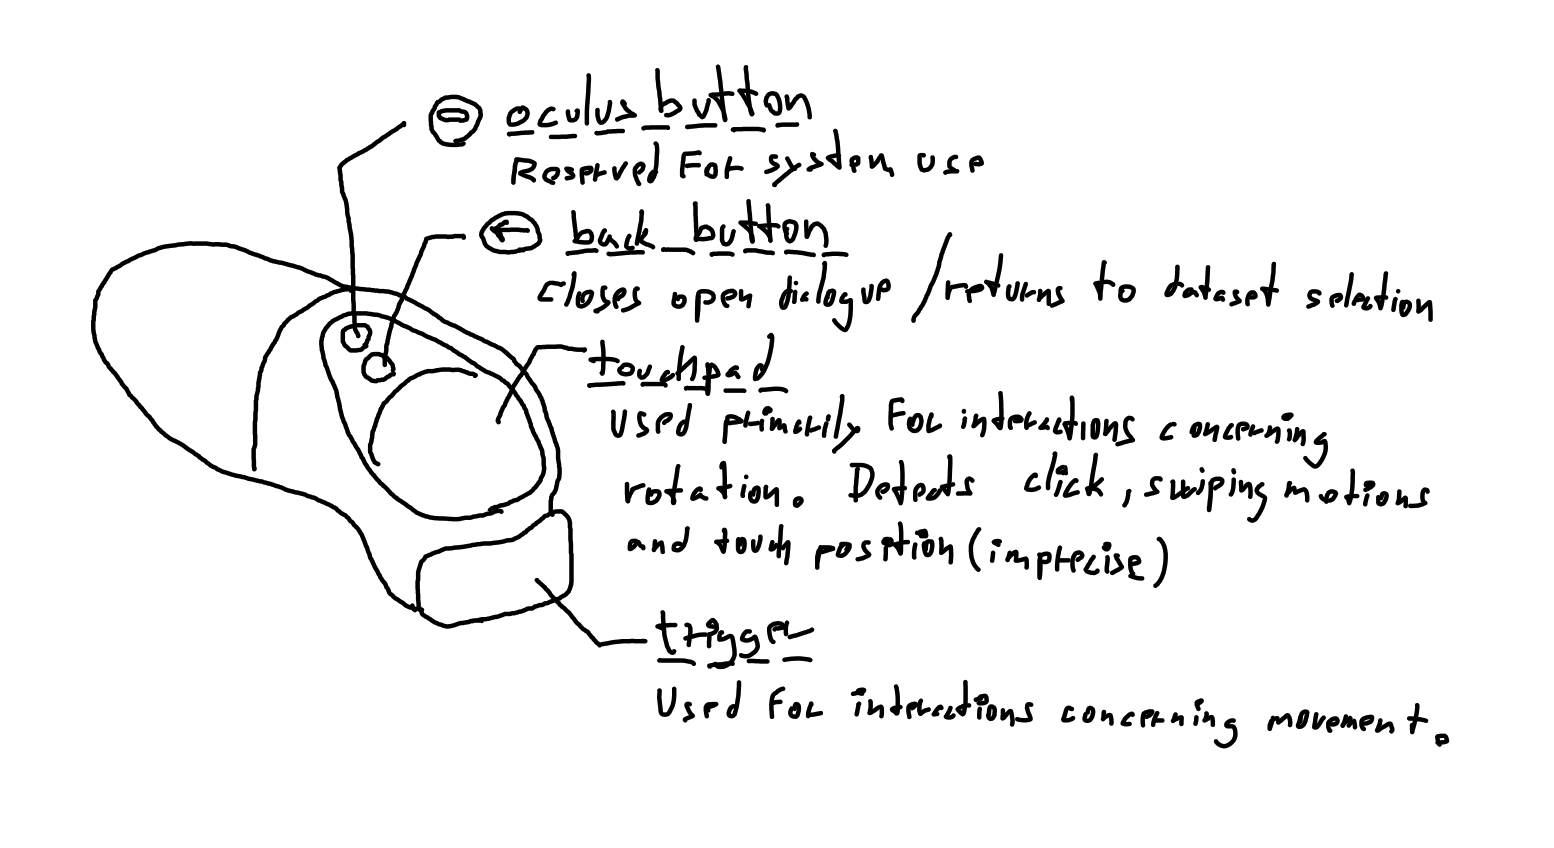 oculus button
Reserved For system use
back button
closes open dialogue / returns to dataset selection
touchpad
Used primarily For interactions concerning
rotation. Detects click, swiping motions
and touch position (imprecise)
trigger
Used For interactions concerning movement.